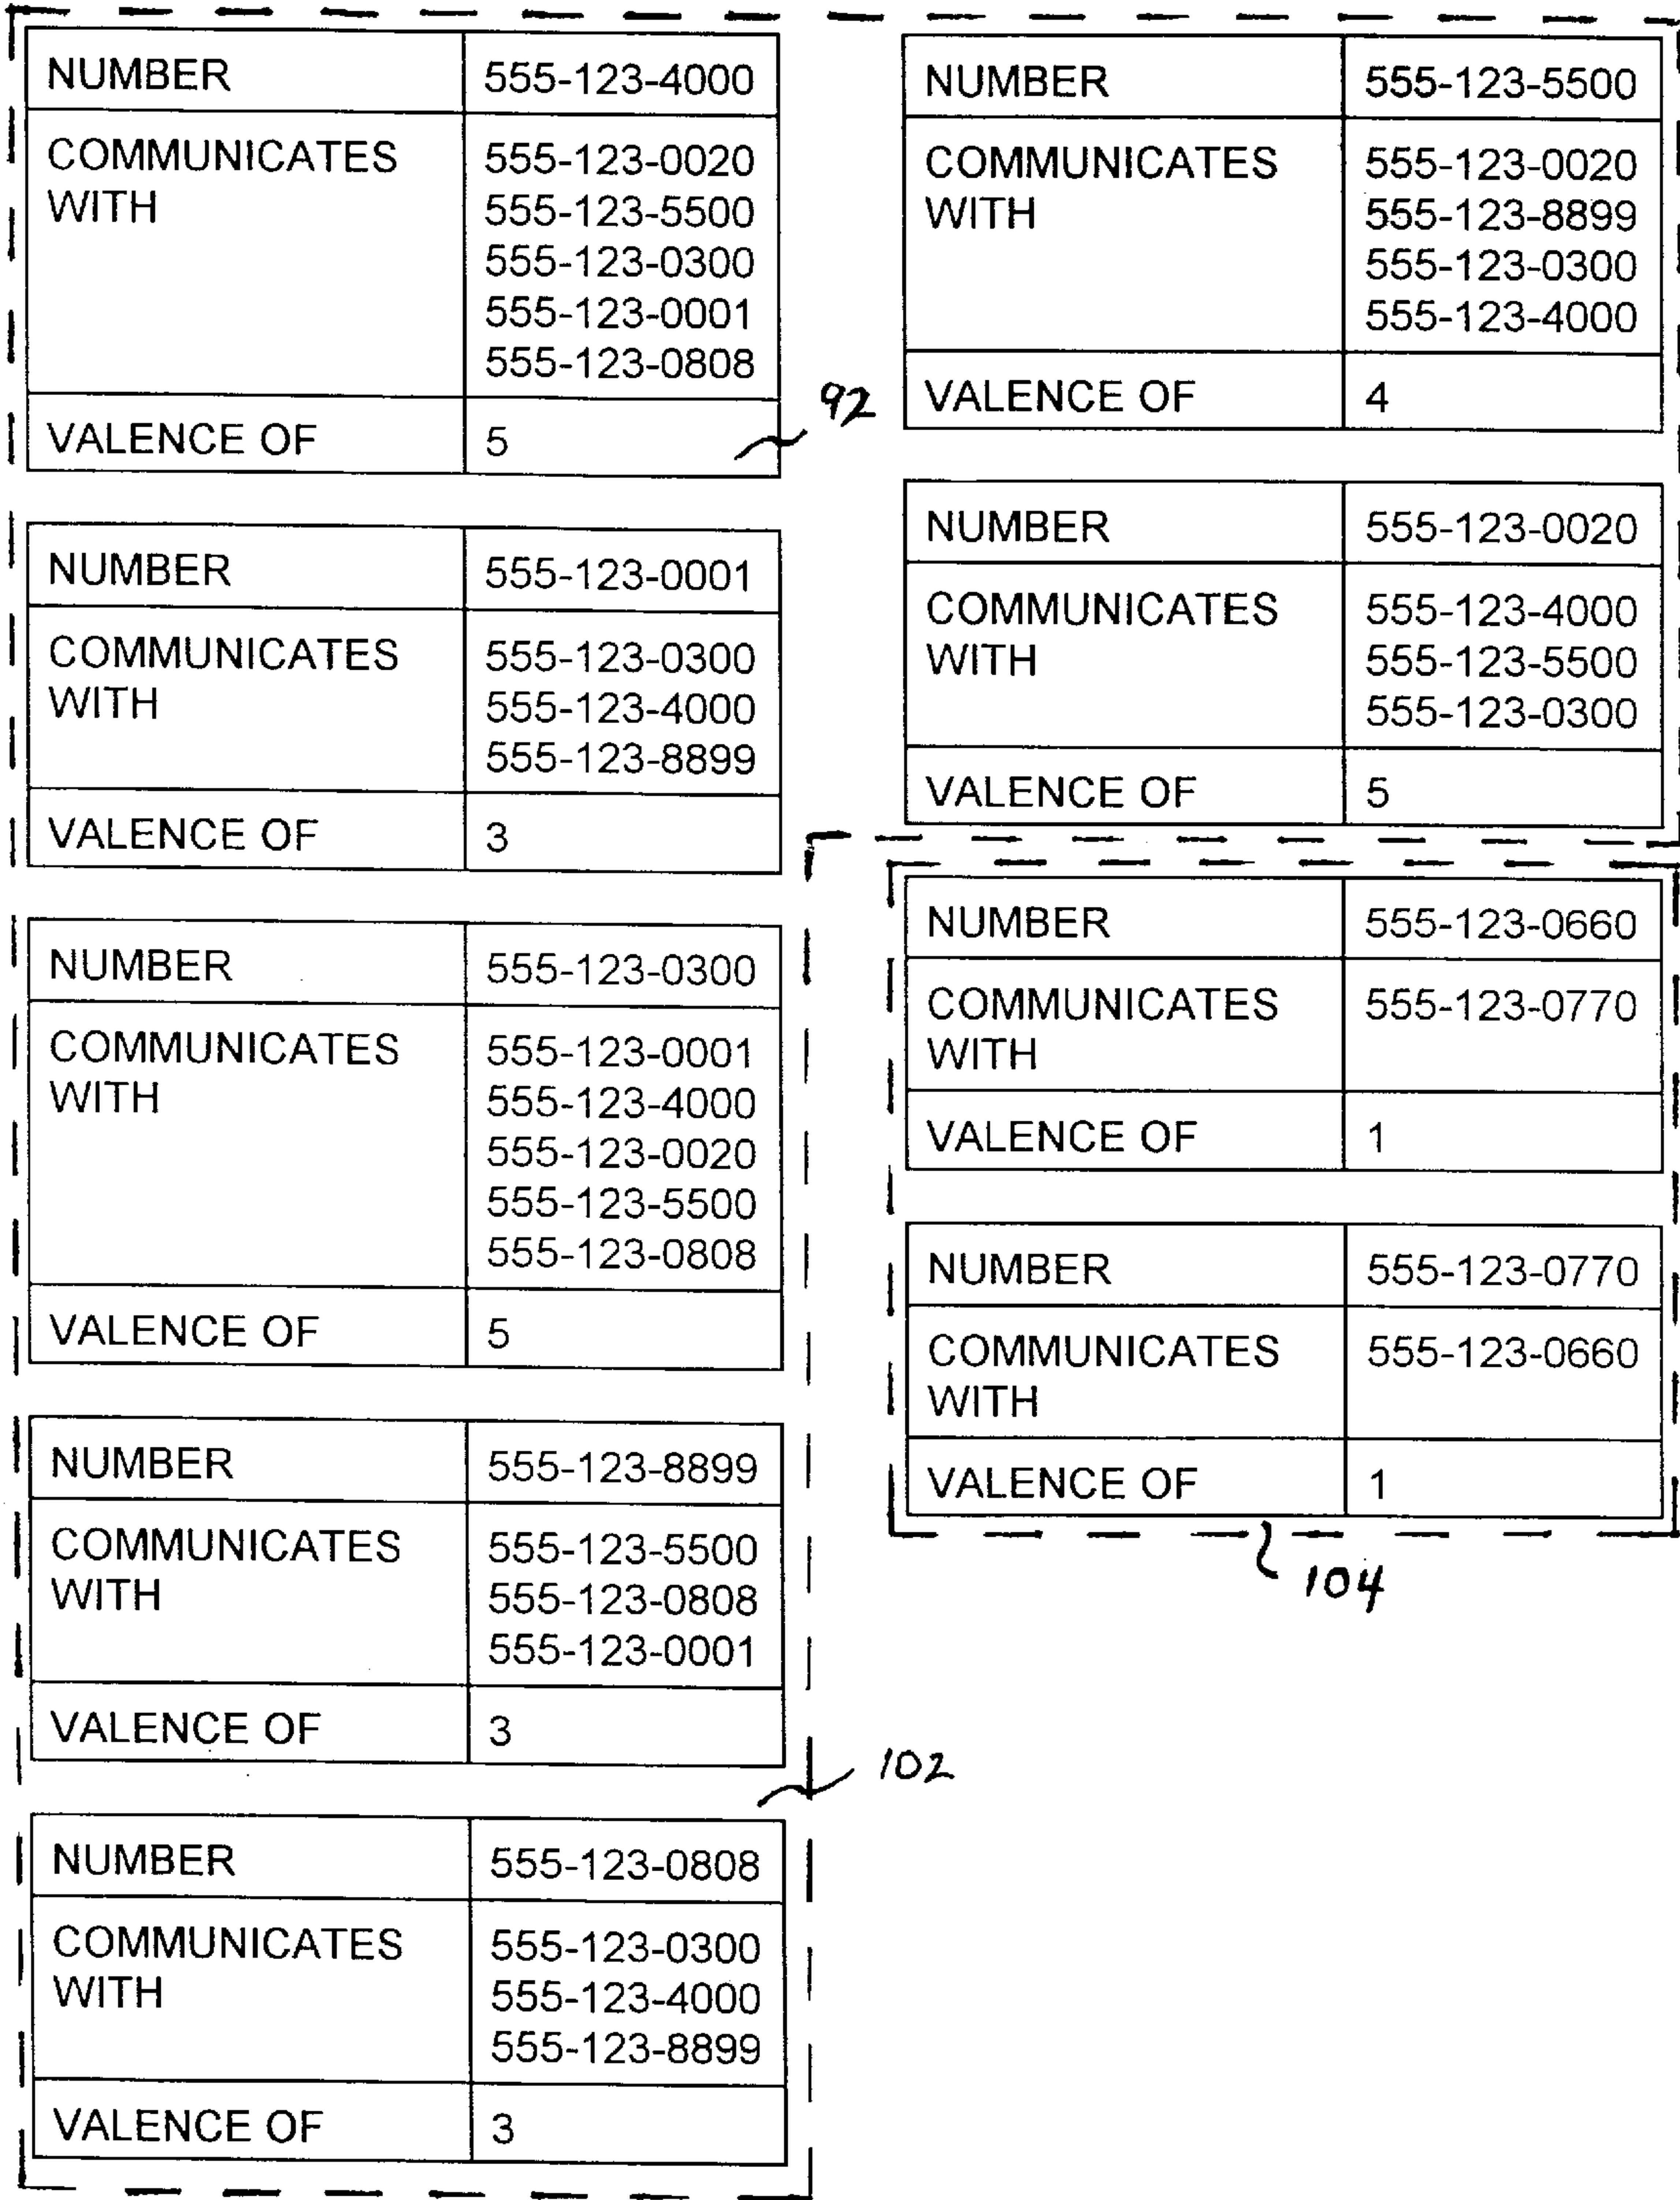 NUMBER 555-123-4000
COMMUNICATES 555-123-0020
WITH 555-123-5500
555-123-0300
555-123-0001
555-123-0808
VALENCE OF 5
92
NUMBER 555-123-0001
COMMUNICATES 555-123-0300
WITH 555-123-4000
555-123-8899
VALENCE OF 3
NUMBER 555-123-0300
COMMUNICATES 555-123-0001
WITH 555-123-4000
555-123-0020
555-123-5500
555-123-0808
VALENCE OF 5
NUMBER 555-123-8899
COMMUNICATES 555-123-5500
WITH 555-123-0808
555-123-0001
VALENCE OF 3
102
NUMBER 555-123-0808
COMMUNICATES 555-123-0300
WITH 555-123-4000
555-123-8899
VALENCE OF 3
NUMBER 555-123-5500
COMMUNICATES 555-123-0020
WITH 555-123-8899
555-123-0300
555-123-4000
VALENCE OF 4
NUMBER 555-123-0020
COMMUNICATES 555-123-4000
WITH 555-123-5500
555-123-0300
VALENCE OF 5
NUMBER 555-123-0660
COMMUNICATES 555-123-0770
WITH
VALENCE OF 1
NUMBER 555-123-0770
COMMUNICATES 555-123-0660
WITH
VALENCE OF 1
104